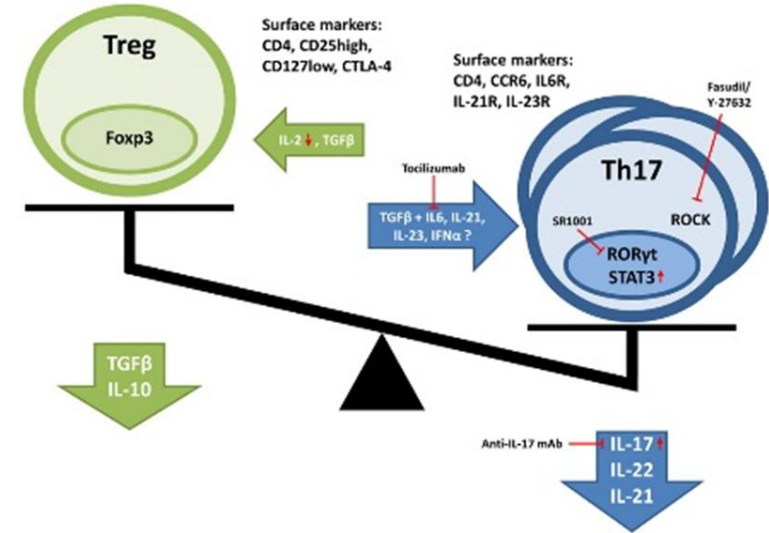 Treg
Foxp3
Surface markers:
CD4, CD25high,
CD127low, CTLA-4
IL-2 , TGFβ
Surface markers:
CD4, CCR6, IL6R,
IL-21R, IL-23R
Fasudil/
Y-27632
Tocilizumab
TGFβ + IL6, IL-21,
IL-23, IFNα ?
Th17
ROCK
SR1001
RORγt
STAT3
TGFβ
IL-10
Anti-IL-17 mAb
IL-17
IL-22
IL-21